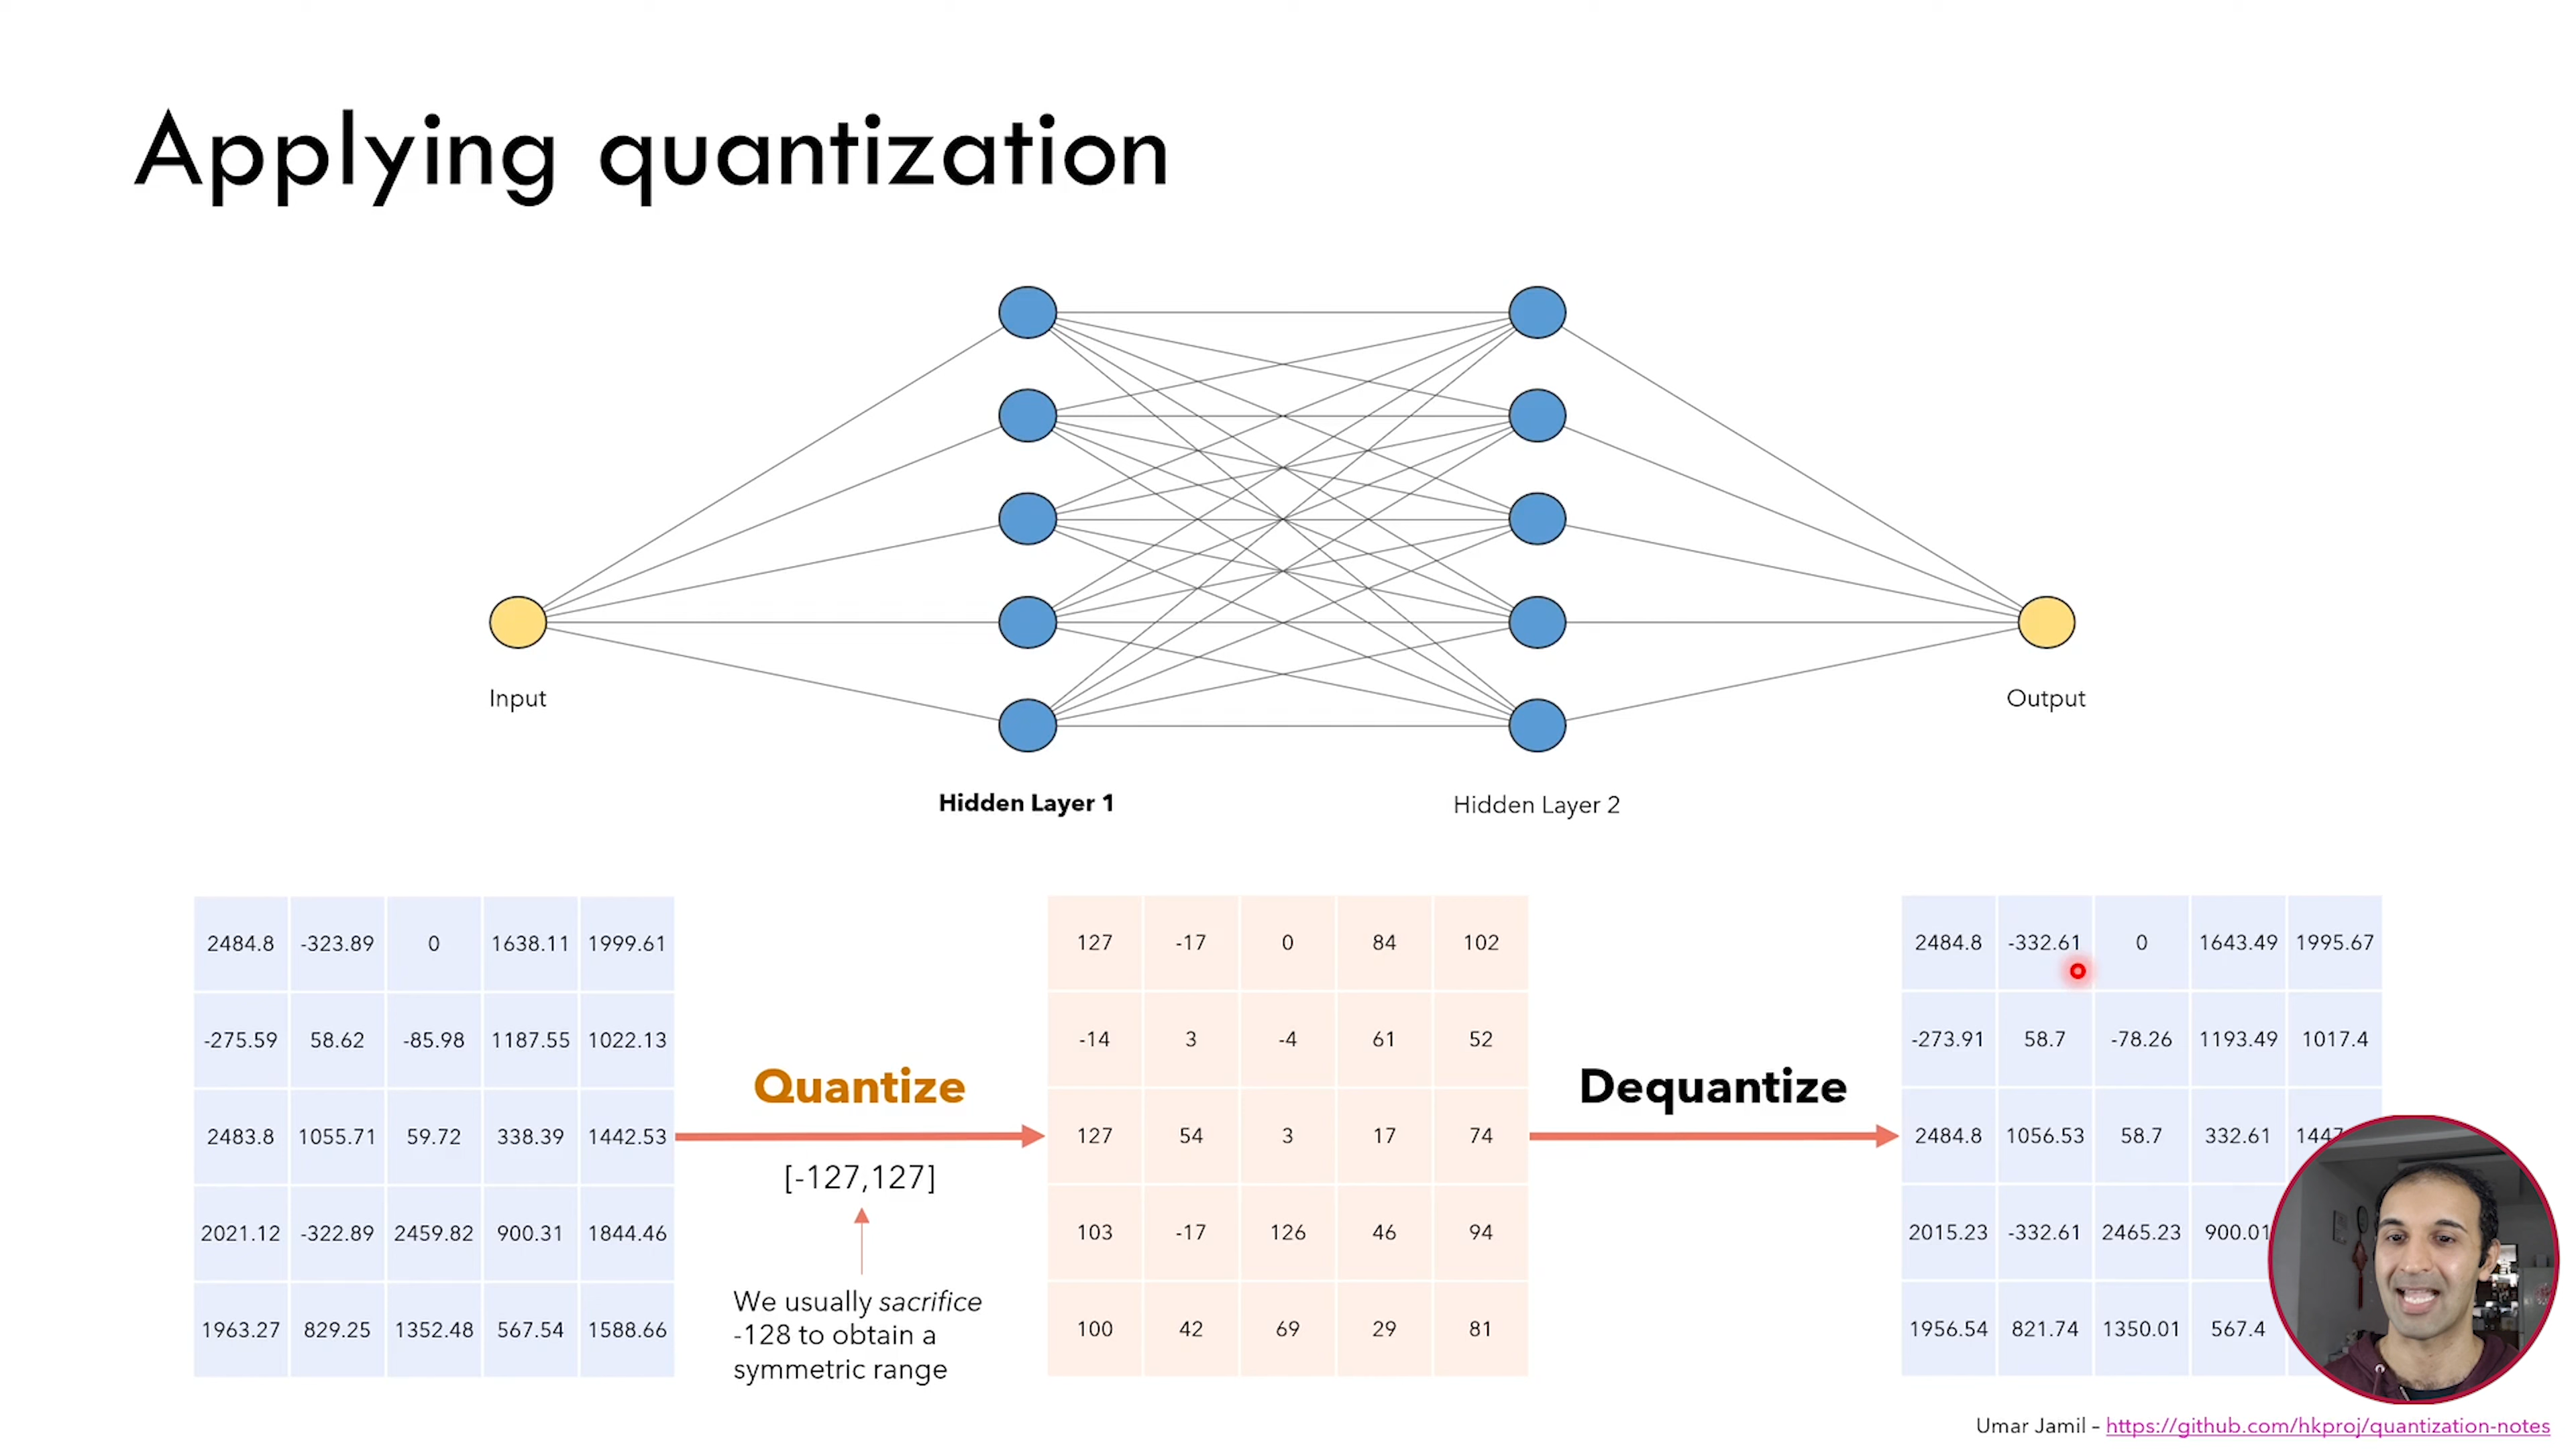 Applying quantization
Input
Output
Hidden Layer 1
Hidden Layer 2
2484.8 -323.89 0 1638.11 1999.61
-275.59 58.62 -85.98 1187.55 1022.13
2483.8 1055.71 59.72 338.39 1442.53
2021.12 -322.89 2459.82 900.31 1844.46
1963.27 829.25 1352.48 567.54 1588.66
Quantize
[-127,127]
We usually sacrifice
-128 to obtain a
symmetric range
127 -17 0 84 102
-14 3 -4 61 52
127 54 3 17 74
103 -17 126 46 94
100 42 69 29 81
Dequantize
2484.8 -332.61 0 1643.49 1995.67
-273.91 58.7 -78.26 1193.49 1017.4
2484.8 1056.53 58.7 332.61
2015.23 -332.61 2465.23 900.01
1956.54 821.74 1350.01 567.4
Umar Jamil – https://github.com/hkproj/quantization-notes